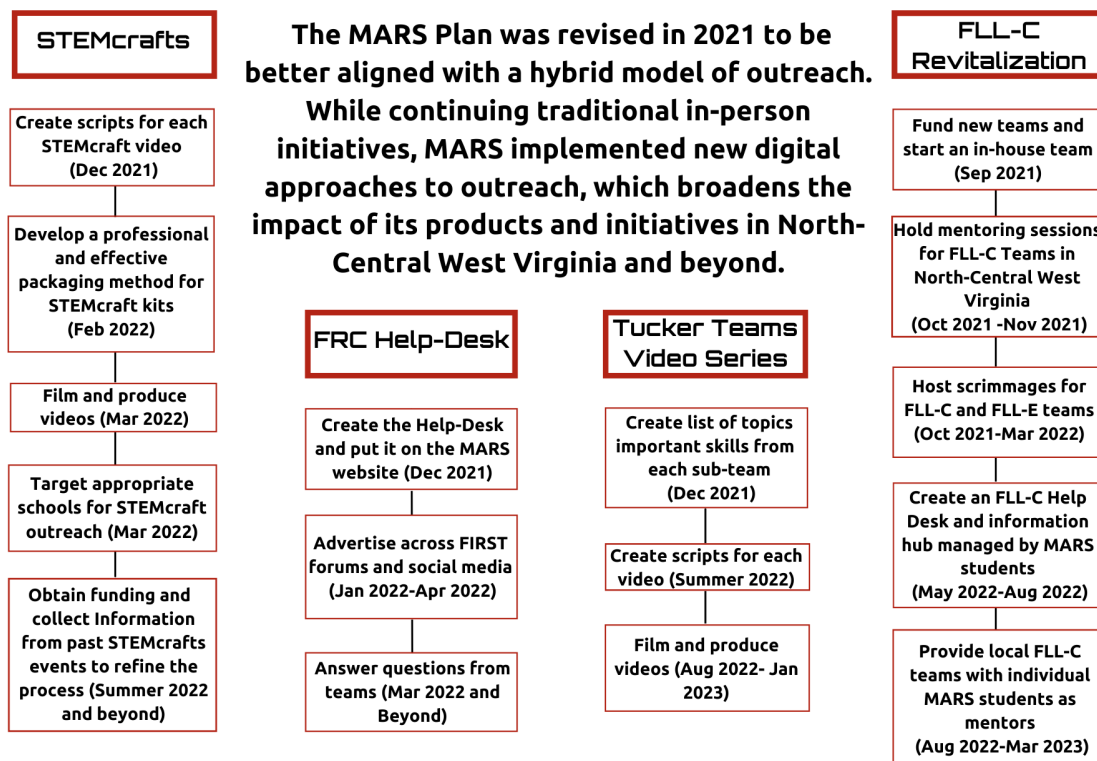 STEMcrafts
Create scripts for each
STEMcraft video
(Dec 2021)
Develop a professional
and effective
packaging method for
STEMcraft kits
(Feb 2022)
Film and produce
videos (Mar 2022)
Target appropriate
schools for STEMcraft
outreach (Mar 2022)
Obtain funding and
collect Information
from past STEMcrafts
events to refine the
process (Summer 2022
and beyond)
The MARS Plan was revised in 2021 to be
better aligned with a hybrid model of outreach.
While continuing traditional in-person
initiatives, MARS implemented new digital
approaches to outreach, which broadens the
impact of its products and initiatives in North-
Central West Virginia and beyond.
FRC Help-Desk
Create the Help-Desk
and put it on the MARS
website (Dec 2021)
Advertise across FIRST
forums and social media
(Jan 2022-Apr 2022)
Answer questions from
teams (Mar 2022 and
Beyond)
Tucker Teams
Video Series
Create list of topics
important skills from
each sub-team
(Dec 2021)
Create scripts for each
video (Summer 2022)
Film and produce
videos (Aug 2022- Jan
2023)
FLL-C
Revitalization
Fund new teams and
start an in-house team
(Sep 2021)
Hold mentoring sessions
for FLL-C Teams in
North-Central West
Virginia
(Oct 2021 -Nov 2021)
Host scrimmages for
FLL-C and FLL-E teams
(Oct 2021-Mar 2022)
Create an FLL-C Help
Desk and information
hub managed by MARS
students
(May 2022-Aug 2022)
Provide local FLL-C
teams with individual
MARS students as
mentors
(Aug 2022-Mar 2023)